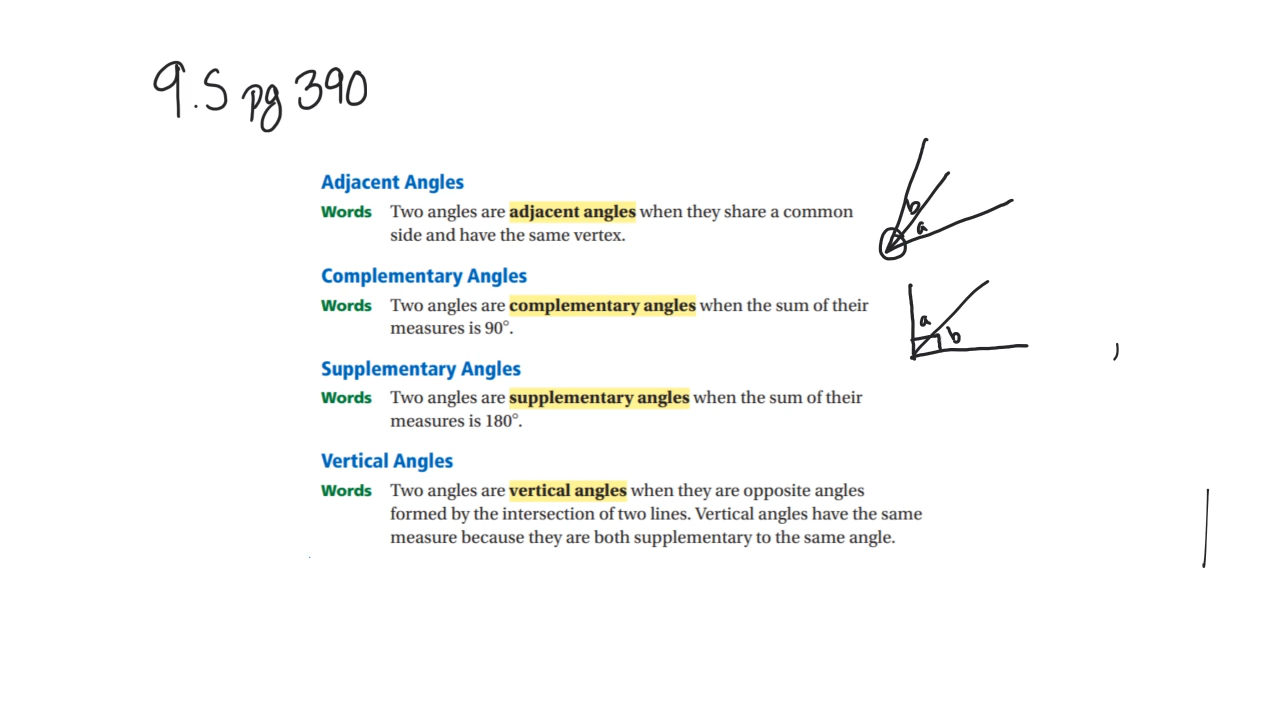 9.5 pg 390
Adjacent Angles
Words Two angles are adjacent angles when they share a common
side and have the same vertex.
b
a
Complementary Angles
Words Two angles are complementary angles when the sum of their
measures is 90°.
a
b
Supplementary Angles
Words Two angles are supplementary angles when the sum of their
measures is 180°.
Vertical Angles
Words Two angles are vertical angles when they are opposite angles
formed by the intersection of two lines. Vertical angles have the same
measure because they are both supplementary to the same angle.